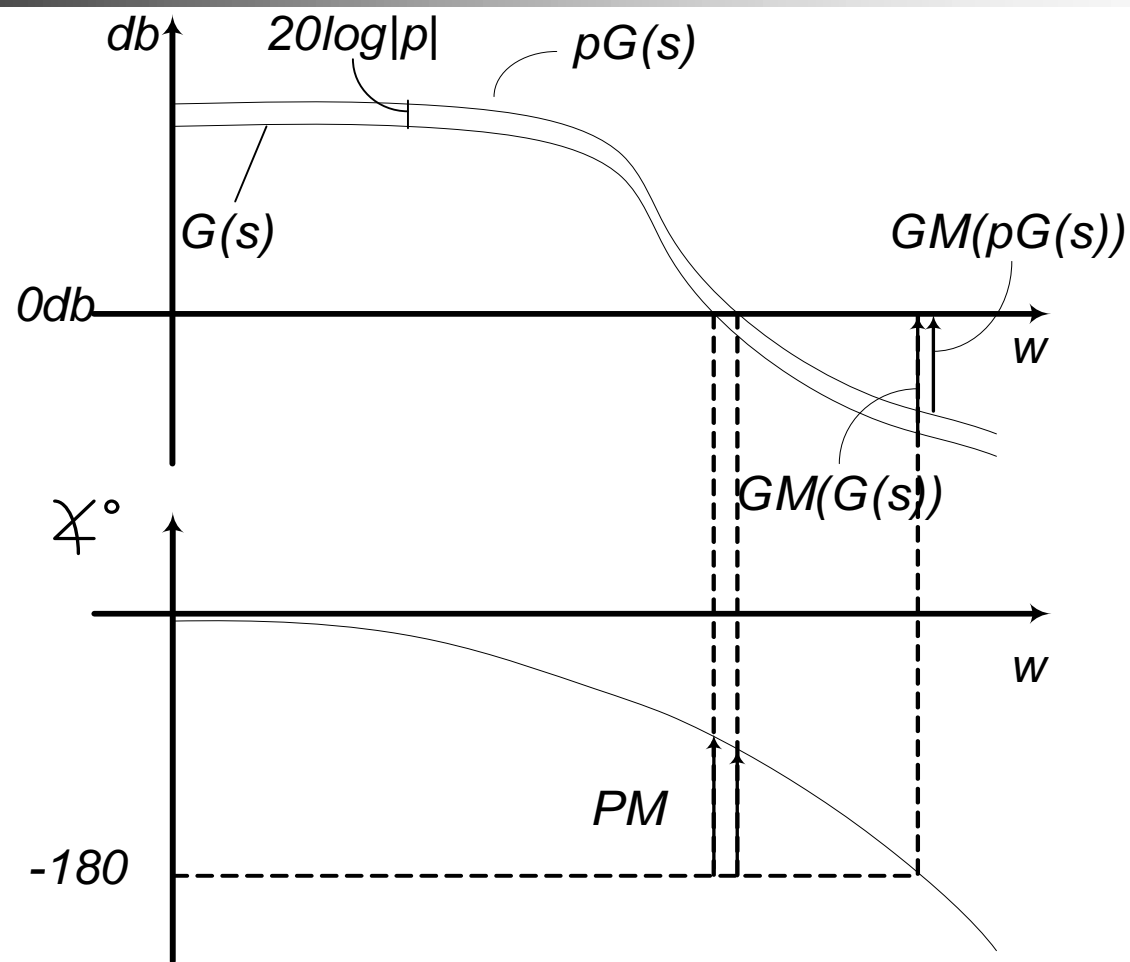 db
20log|p|
pG(s)
G(s)
GM(pG(s))
0db
w
GM(G(s))
∡°
w
PM
-180